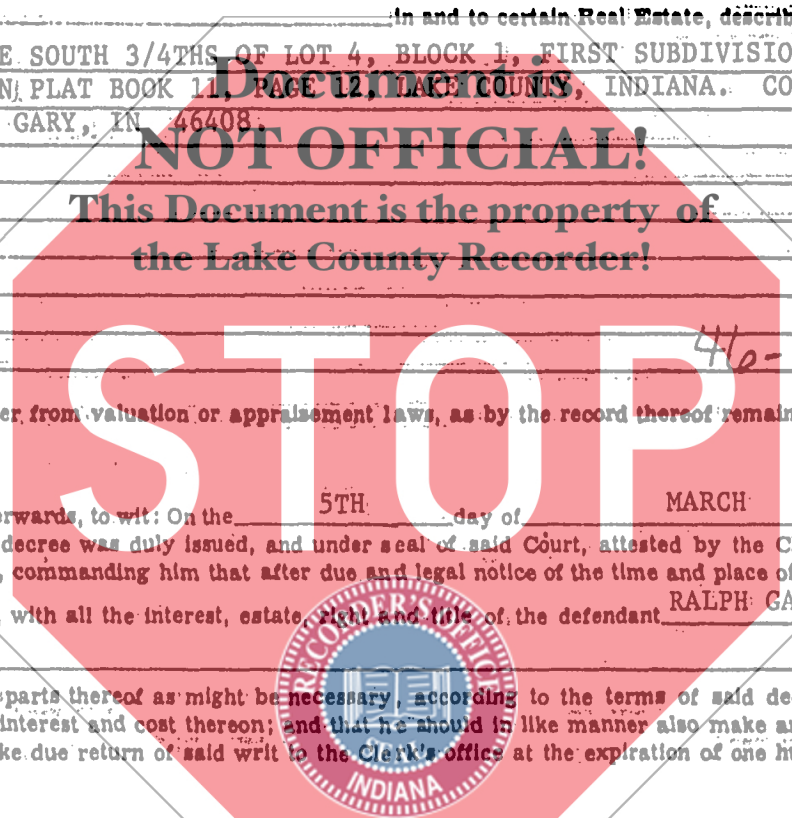 in and to certain Real Estate, describ
E SOUTH 3/4THS OF LOT 4, BLOCK 1, FIRST SUBDIVISIO
N PLAT BOOK 11, PAGE 12, LAKE COUNTY, INDIANA. CO
GARY, IN 46408.
Document is
NOT OFFICIAL!
This Document is the property of
the Lake County Recorder!
STOP
er from valuation or appraisement laws, as by the record thereof remain
erwards, to wit: On the 5TH day of MARCH
decree was duly issued, and under seal of said Court, attested by the C
, commanding him that after due and legal notice of the time and place of
, with all the interest, estate, right and title of the defendant RALPH GA
parts thereof as might be necessary, according to the terms of said de
interest and cost thereon; and that he should in like manner also make a
ke due return of said writ to the Clerk's office at the expiration of one h
RECORDER'S OFFICE
INDIANA